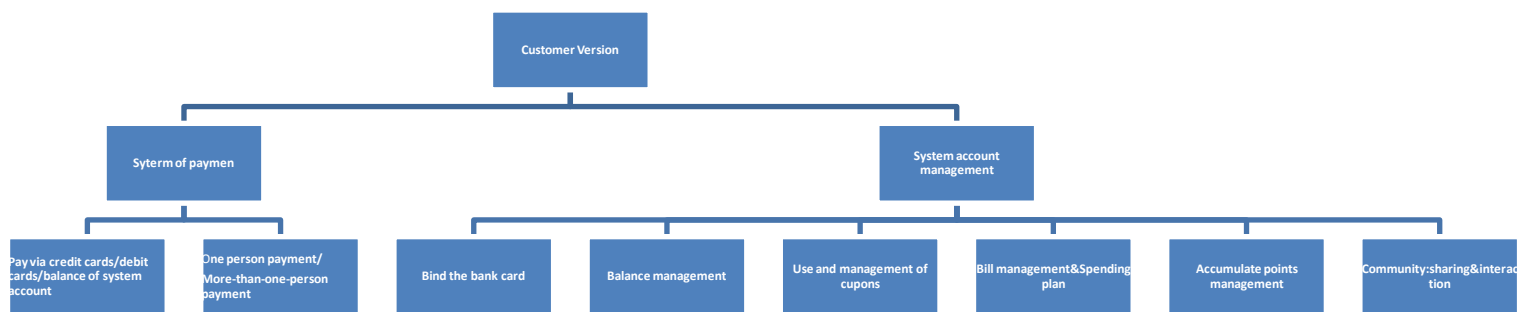 Customer Version
Syterm of paymen
System account
management
Pay via credit cards/debit
cards/balance of system
account
One person payment/
More-than-one-person
payment
Bind the bank card
Balance management
Use and management of
cupons
Bill management&Spending
plan
Accumulate points
management
Community:sharing&interac
tion